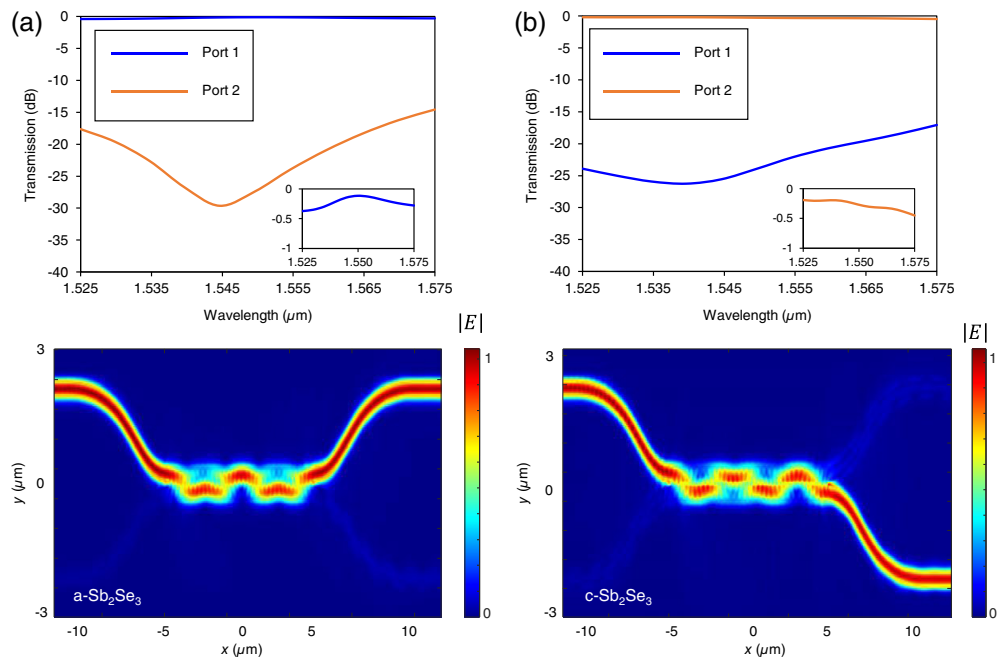 (a)
Transmission (dB)
0
-5
-10
-15
-20
-25
-30
-35
-40
Port 1
Port 2
0
-0.5
-1
1.525 1.550 1.575
1.525 1.535 1.545 1.555 1.565 1.575
Wavelength (µm)
(b)
Transmission (dB)
0
-5
-10
-15
-20
-25
-30
-35
-40
Port 1
Port 2
0
-0.5
-1
1.525 1.550 1.575
1.525 1.535 1.545 1.555 1.565 1.575
Wavelength (µm)
|E|
3
0
-3
y (µm)
a-Sb₂Se₃
-10 -5 0 5 10
x (µm)
1
0
|E|
3
0
-3
y (µm)
c-Sb₂Se₃
-10 -5 0 5 10
x (µm)
1
0